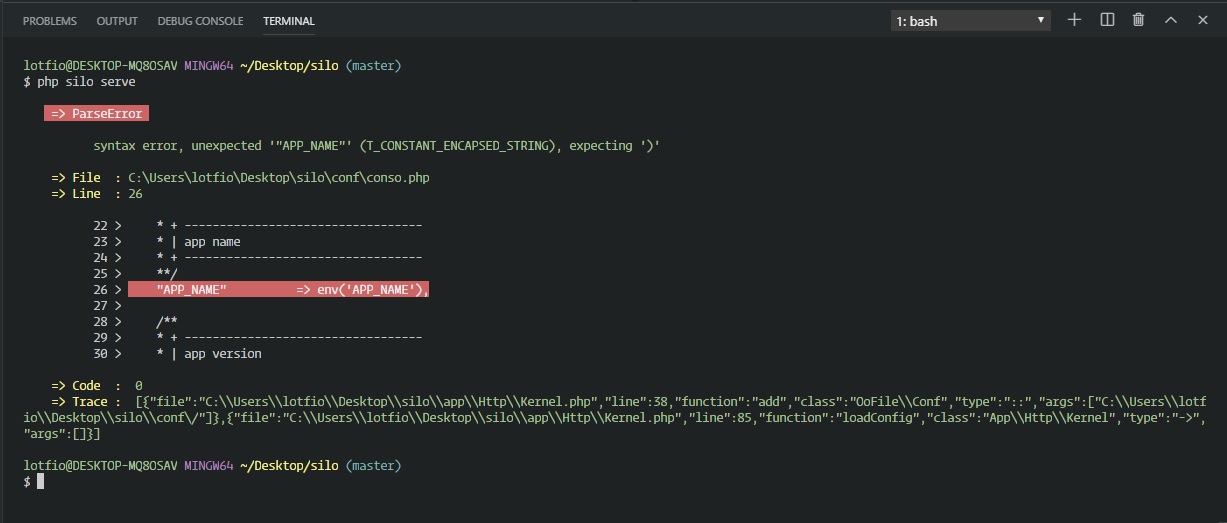 PROBLEMS OUTPUT DEBUG CONSOLE TERMINAL 1: bash
lotfio@DESKTOP-MQ8OSAV MINGW64 ~/Desktop/silo (master)
$ php silo serve
=> ParseError
syntax error, unexpected '"APP_NAME"' (T_CONSTANT_ENCAPSED_STRING), expecting ')'
=> File : C:\Users\lotfio\Desktop\silo\conf\conso.php
=> Line : 26
22 > * + ----------------------------------
23 > * | app name
24 > * + ----------------------------------
25 > **/
26 > "APP_NAME" => env('APP_NAME'),
27 >
28 > /**
29 > * + ----------------------------------
30 > * | app version
=> Code : 0
=> Trace : [{"file":"C:\\Users\\lotfio\\Desktop\\silo\\app\\Http\\Kernel.php","line":38,"function":"add","class":"OoFile\\Conf","type":"::","args":["C:\\Users\\lotf
io\\Desktop\\silo\\conf\/"]},{"file":"C:\\Users\\lotfio\\Desktop\\silo\\app\\Http\\Kernel.php","line":85,"function":"loadConfig","class":"App\\Http\\Kernel","type":"->",
"args":[]}]
lotfio@DESKTOP-MQ8OSAV MINGW64 ~/Desktop/silo (master)
$